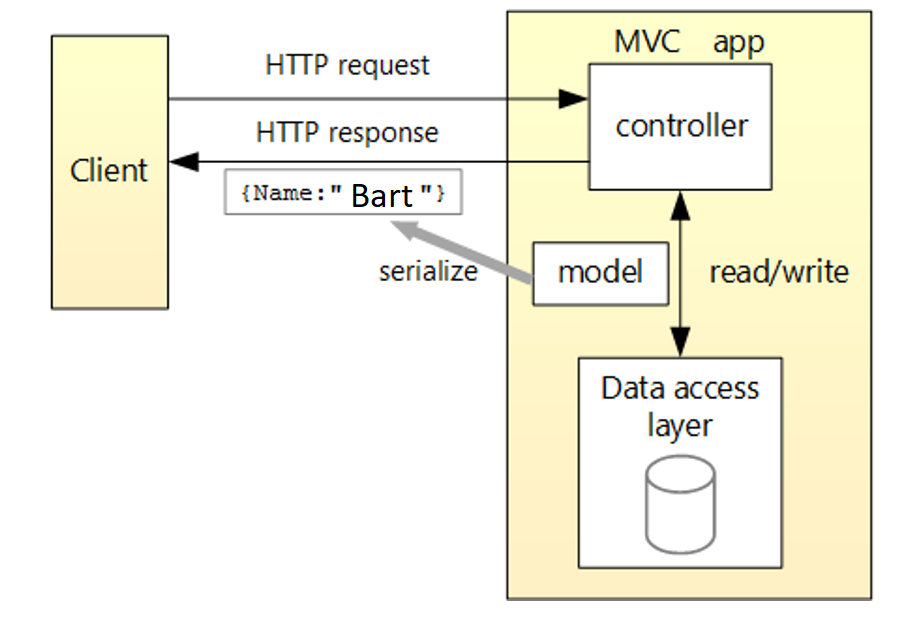 MVC app
HTTP request
controller
HTTP response
Client
{Name:" Bart "}
serialize
model
read/write
Data access
layer